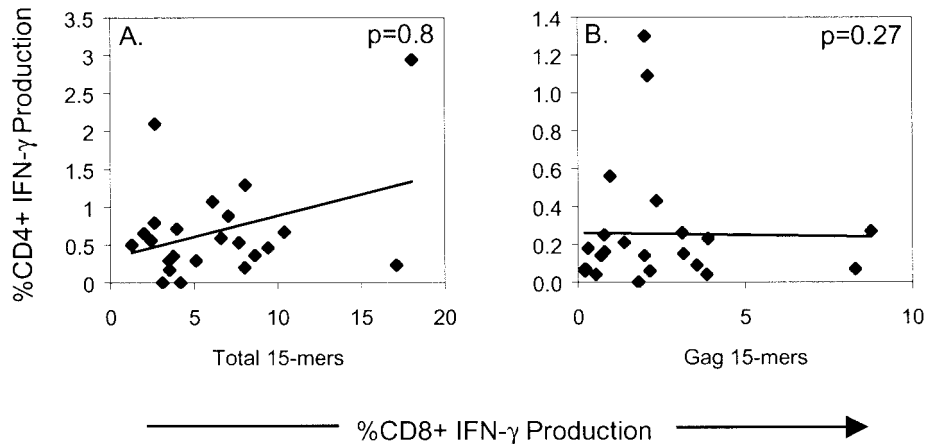 %CD4+ IFN-γ Production
A.
p=0.8
3.5
3
2.5
2
1.5
1
0.5
0
0 5 10 15 20
Total 15-mers
B.
p=0.27
1.4
1.2
1.0
0.8
0.6
0.4
0.2
0.0
0 5 10
Gag 15-mers
%CD8+ IFN-γ Production